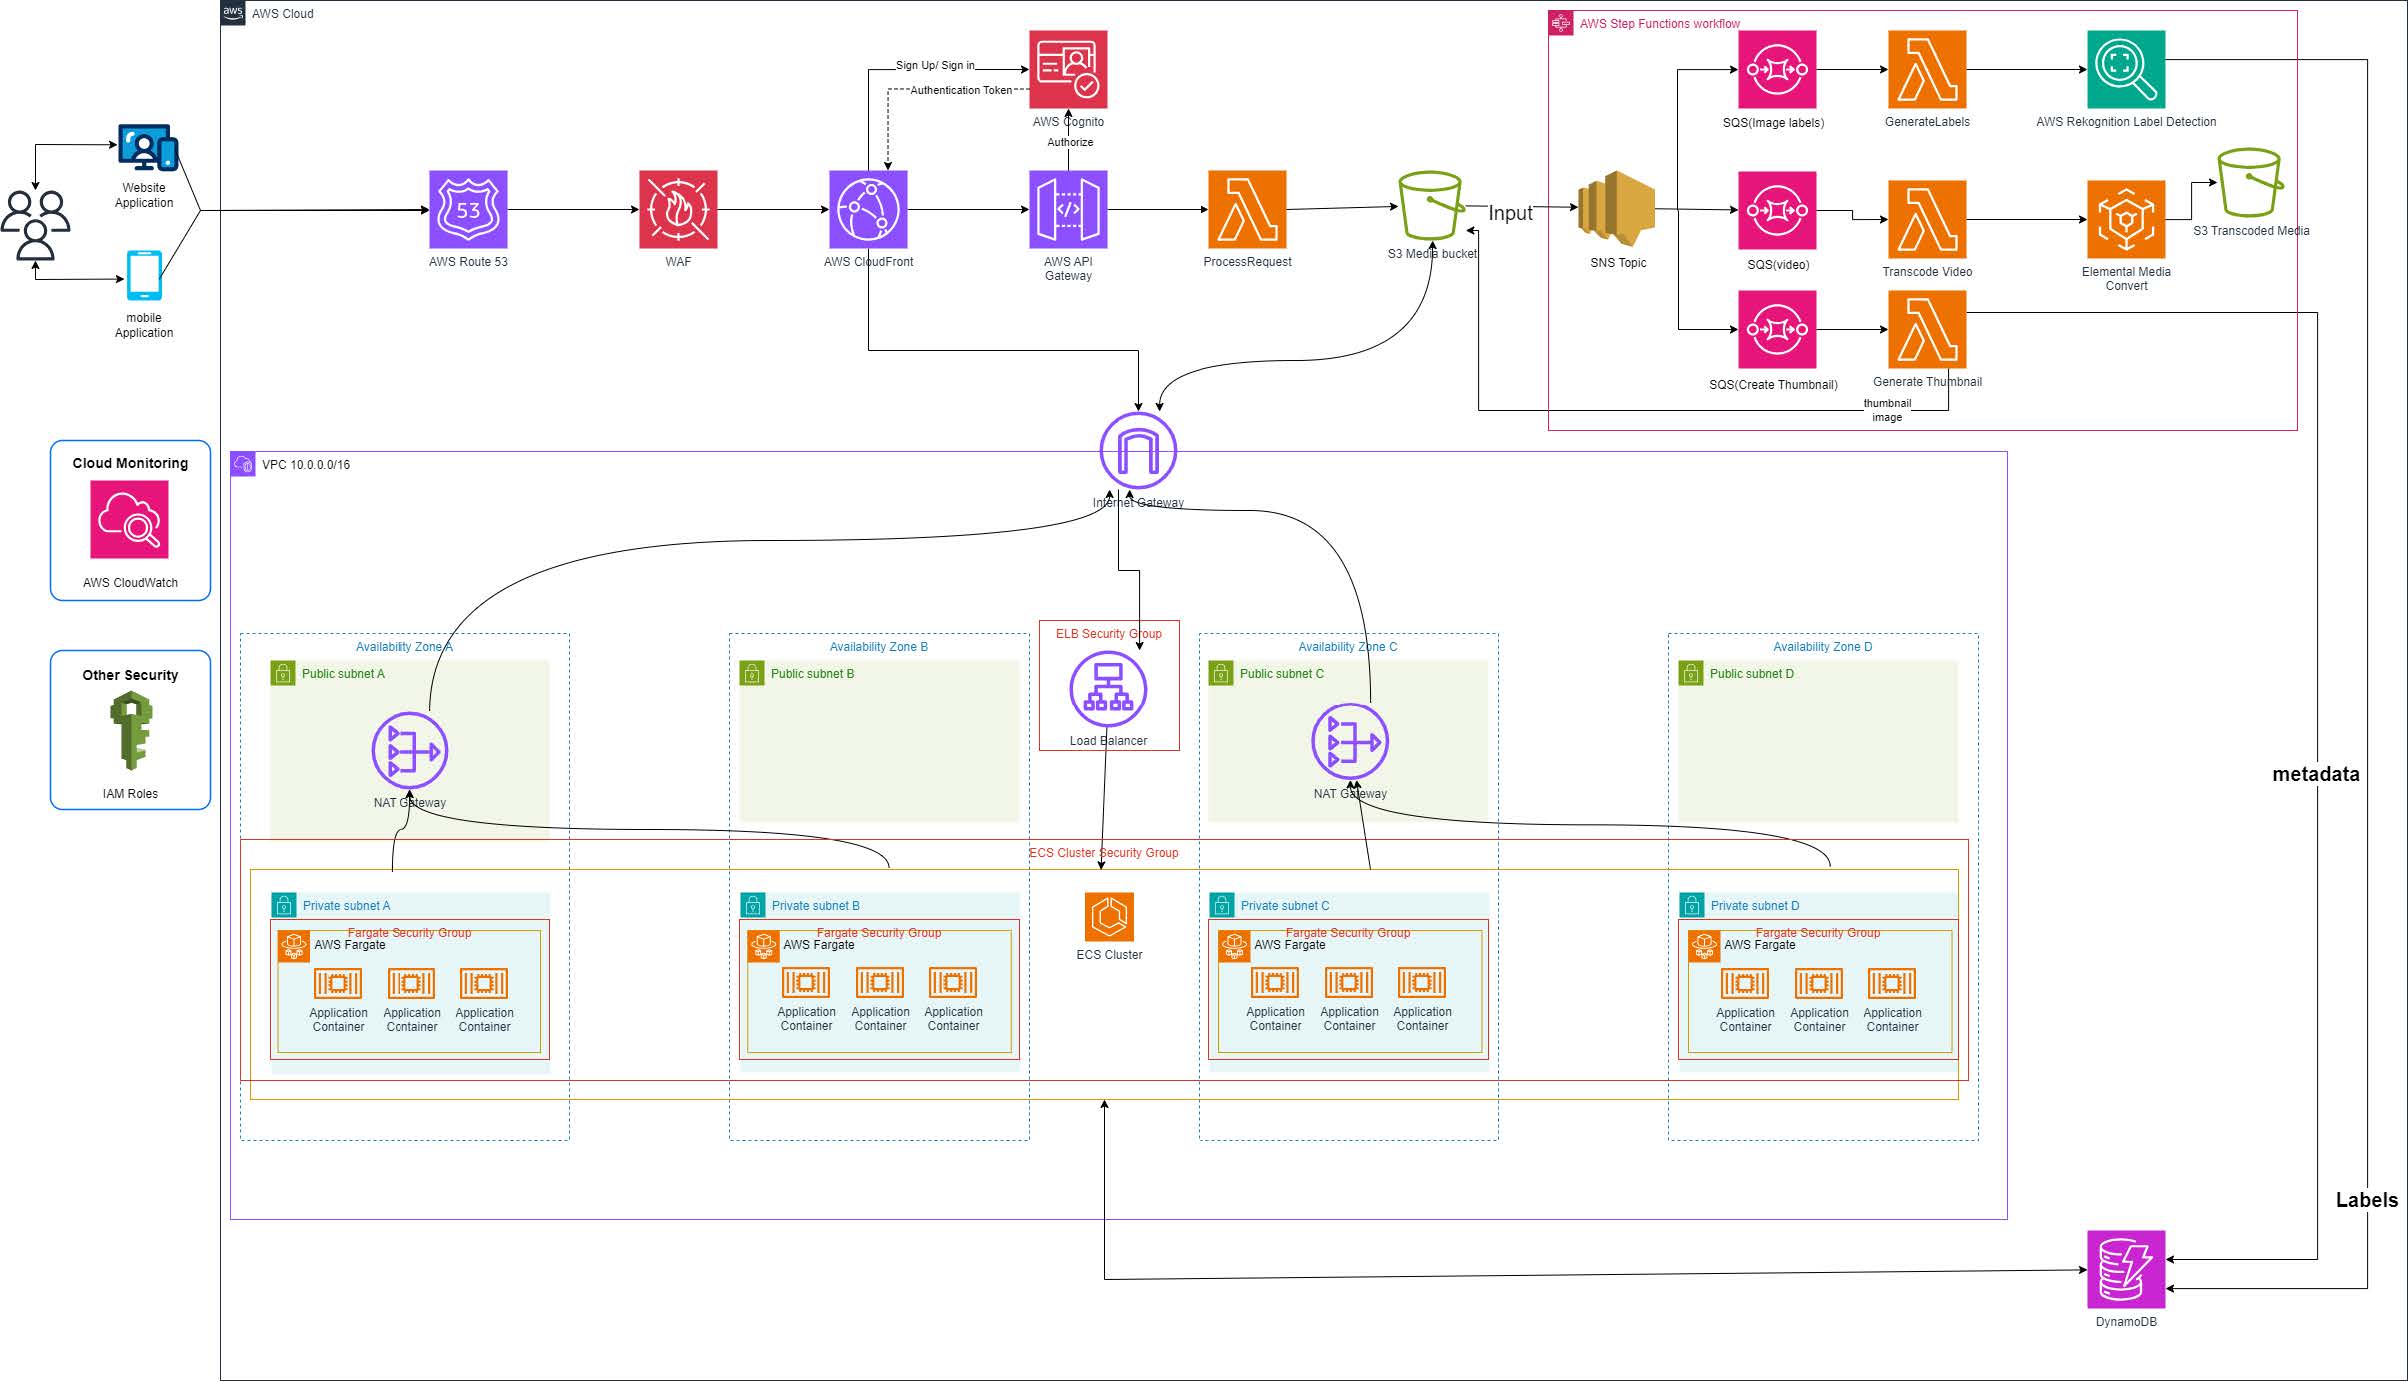 aws
AWS Cloud
AWS Step Functions workflow
Sign Up/ Sign in
Authentication Token
AWS Cognito
Authorize
SQS(Image labels)
GenerateLabels
AWS Rekognition Label Detection
Website
Application
53
AWS Route 53
WAF
AWS CloudFront
AWS API
Gateway
ProcessRequest
S3 Media bucket
Input
SNS Topic
SQS(video)
Transcode Video
Elemental Media
Convert
S3 Transcoded Media
mobile
Application
SQS(Create Thumbnail)
Generate Thumbnail
thumbnail
image
Cloud Monitoring
AWS CloudWatch
VPC 10.0.0.0/16
Internet Gateway
Other Security
IAM Roles
Availability Zone A
Public subnet A
NAT Gateway
Availability Zone B
Public subnet B
ELB Security Group
Load Balancer
Availability Zone C
Public subnet C
NAT Gateway
Availability Zone D
Public subnet D
metadata
ECS Cluster Security Group
Private subnet A
Fargate Security Group
AWS Fargate
Application
Container
Application
Container
Application
Container
Private subnet B
Fargate Security Group
AWS Fargate
Application
Container
Application
Container
Application
Container
ECS Cluster
Private subnet C
Fargate Security Group
AWS Fargate
Application
Container
Application
Container
Application
Container
Private subnet D
Fargate Security Group
AWS Fargate
Application
Container
Application
Container
Application
Container
Labels
DynamoDB